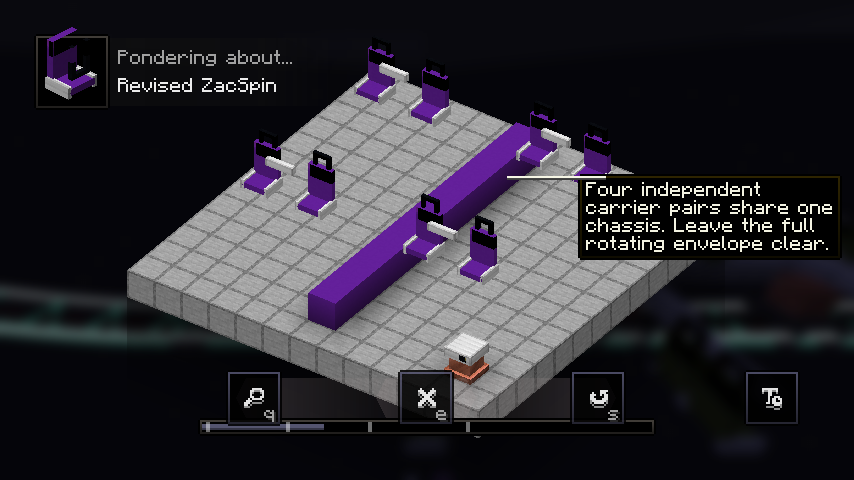 Pondering about...
Revised ZacSpin
Four independent
carrier pairs share one
chassis. Leave the full
rotating envelope clear.
q
e
s
T